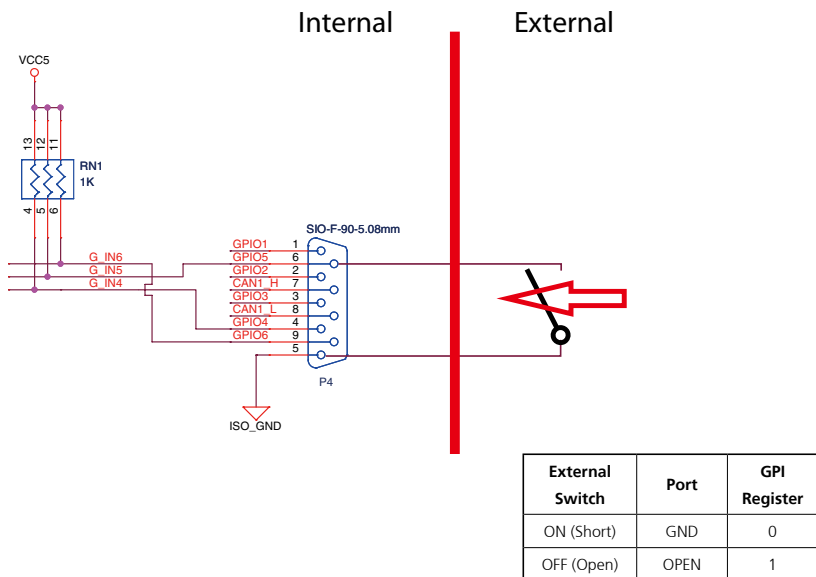 Internal External
VCC5
13 12 11
RN1
1K
4 5 6
SIO-F-90-5.08mm
GPIO1 1
G_IN6 GPIO5 6
G_IN5 GPIO2 2
G_IN4 CAN1_H 7
GPIO3 3
CAN1_L 8
GPIO4 4
GPIO6 9
5
P4
ISO_GND
External Switch Port GPI Register
ON (Short) GND 0
OFF (Open) OPEN 1